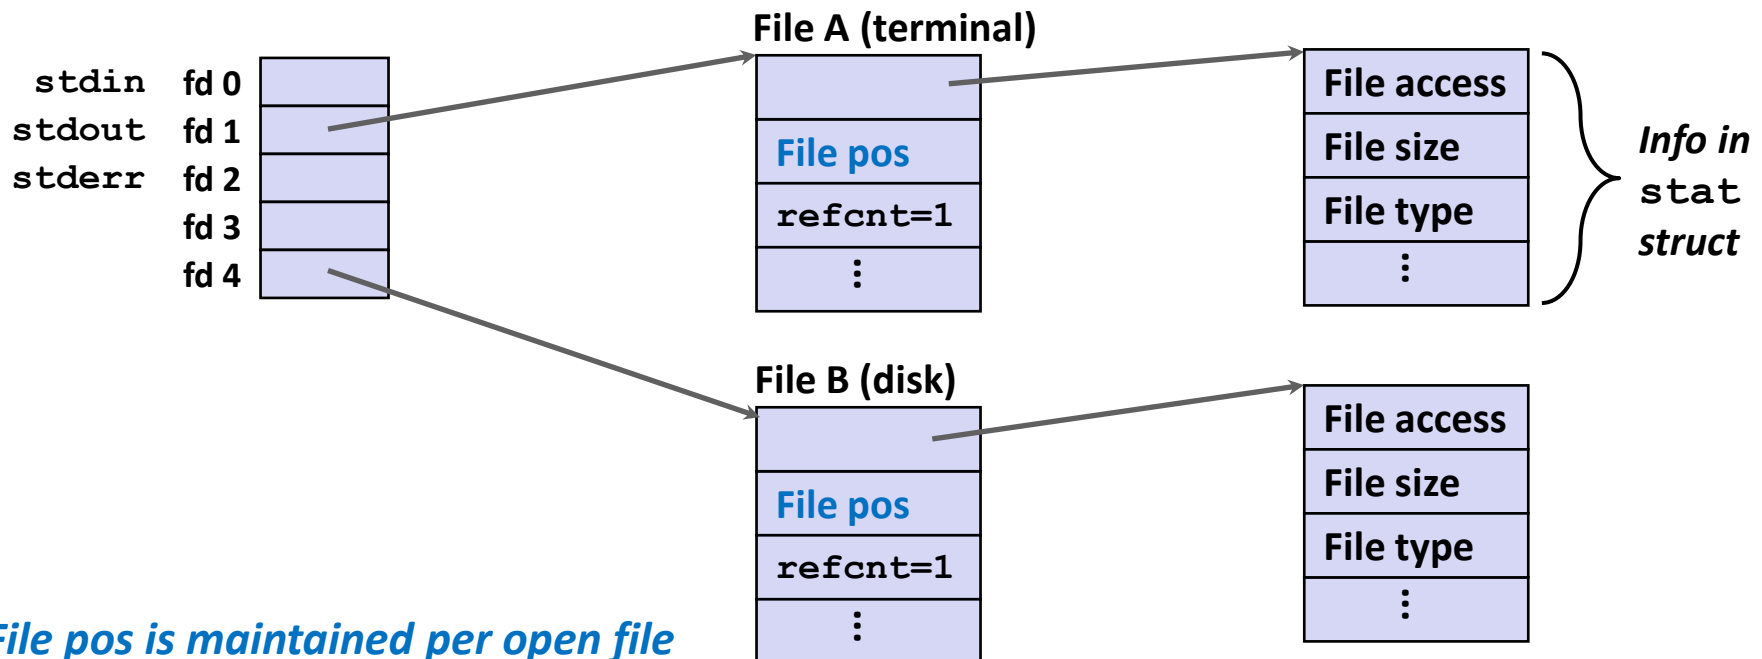 File A (terminal)
stdin fd 0
stdout fd 1
stderr fd 2
fd 3
fd 4
File pos
refcnt=1
⋮
File access
File size
File type
⋮
Info in
stat
struct
File B (disk)
File pos
refcnt=1
⋮
File access
File size
File type
⋮
File pos is maintained per open file